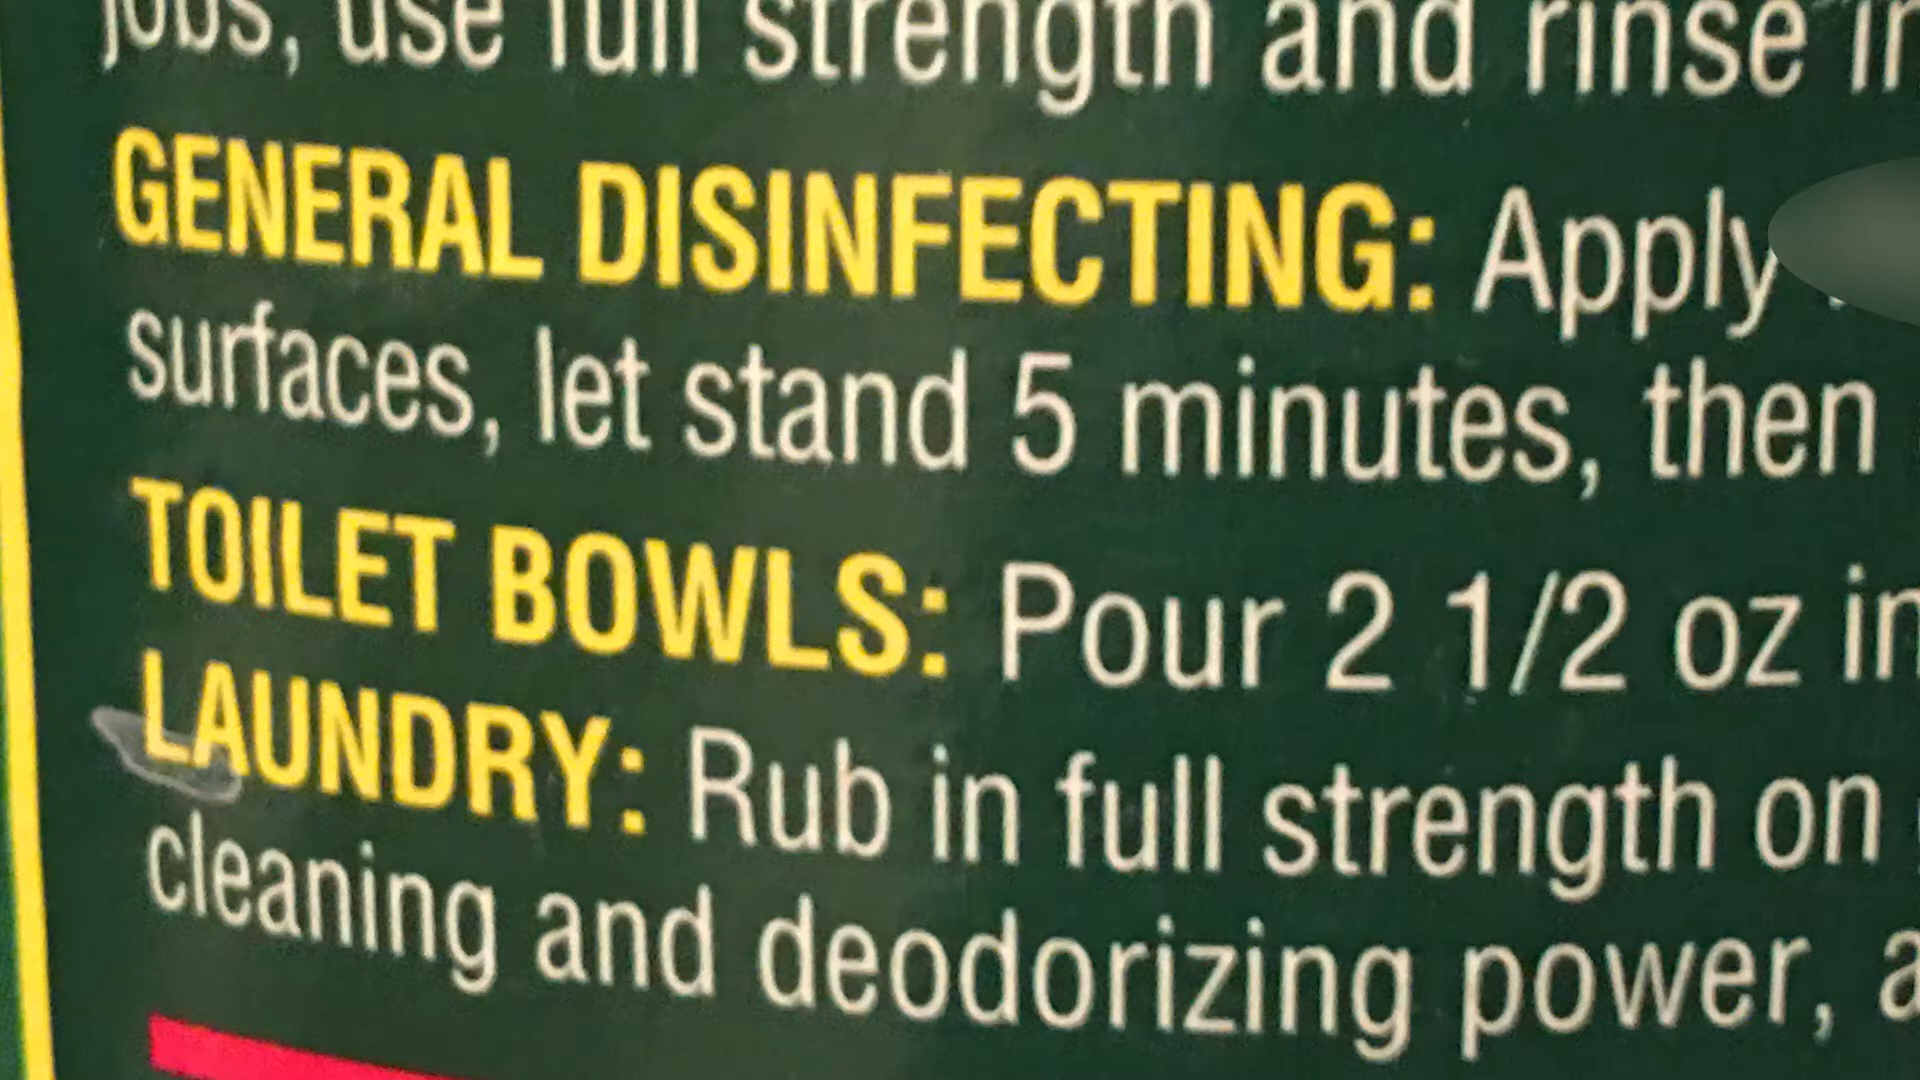 jobs, use full strength and rinse
GENERAL DISINFECTING: Apply
surfaces, let stand 5 minutes, then
TOILET BOWLS: Pour 2 1/2 oz in
LAUNDRY: Rub in full strength on
cleaning and deodorizing power,